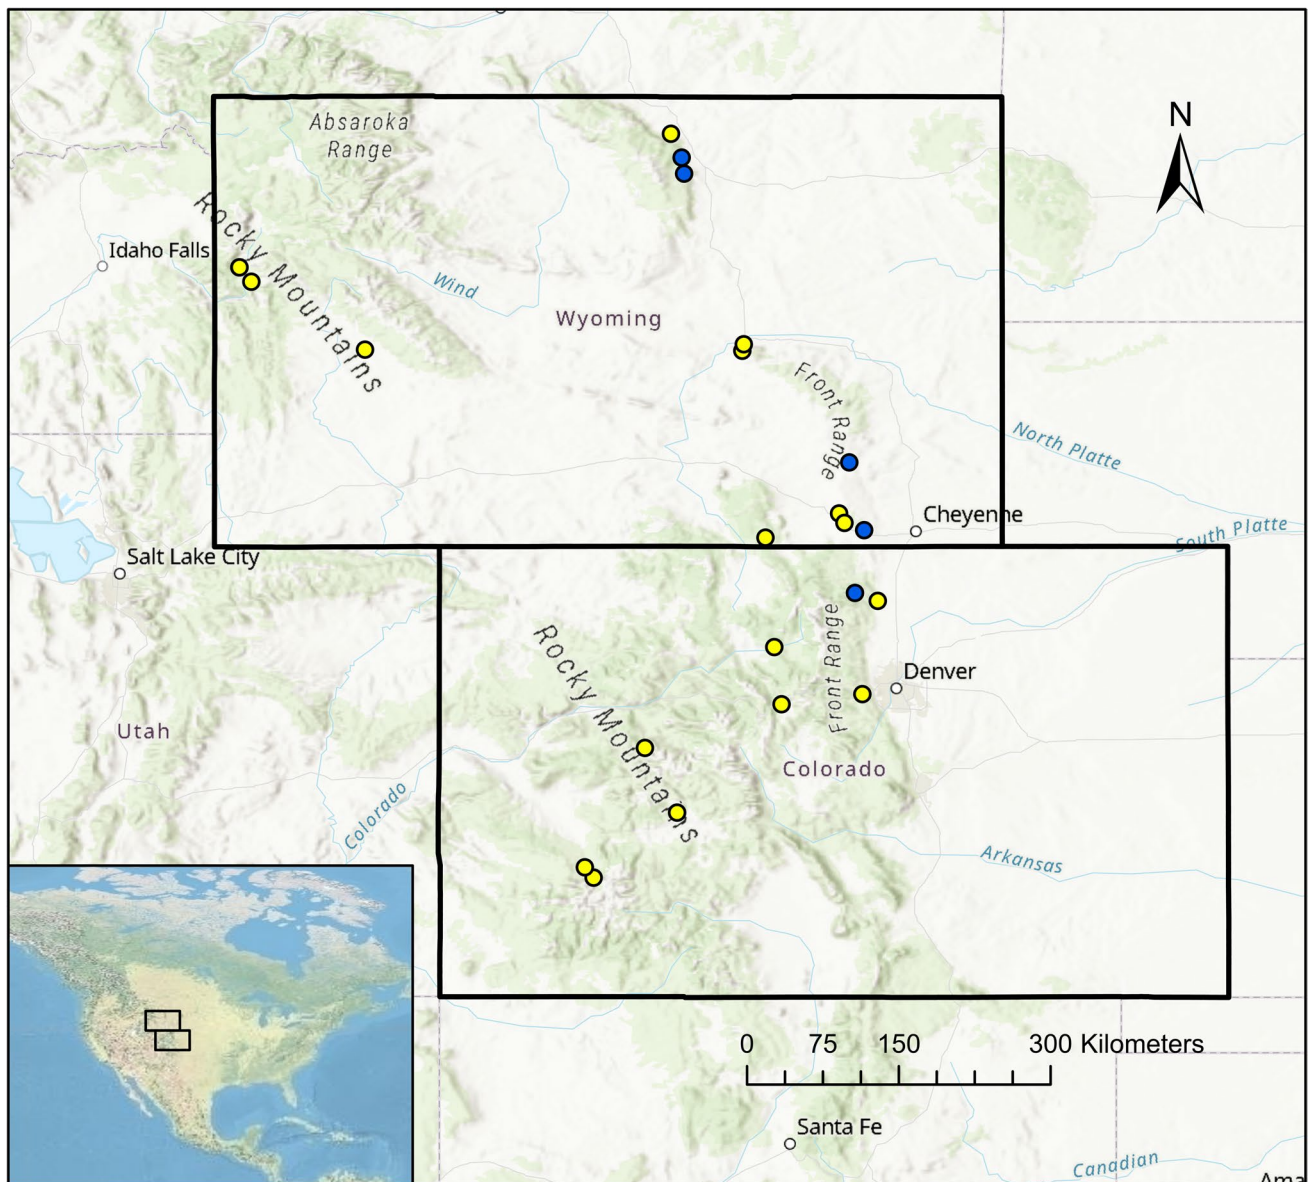 N
Absaroka
Range
Rocky Mountains
Idaho Falls
Wind
Wyoming
Front Range
North Platte
Cheyenne
South Platte
Salt Lake City
Rocky Mountains
Front Range
Denver
Utah
Colorado
Colorado
Arkansas
0 75 150 300 Kilometers
Santa Fe
Canadian